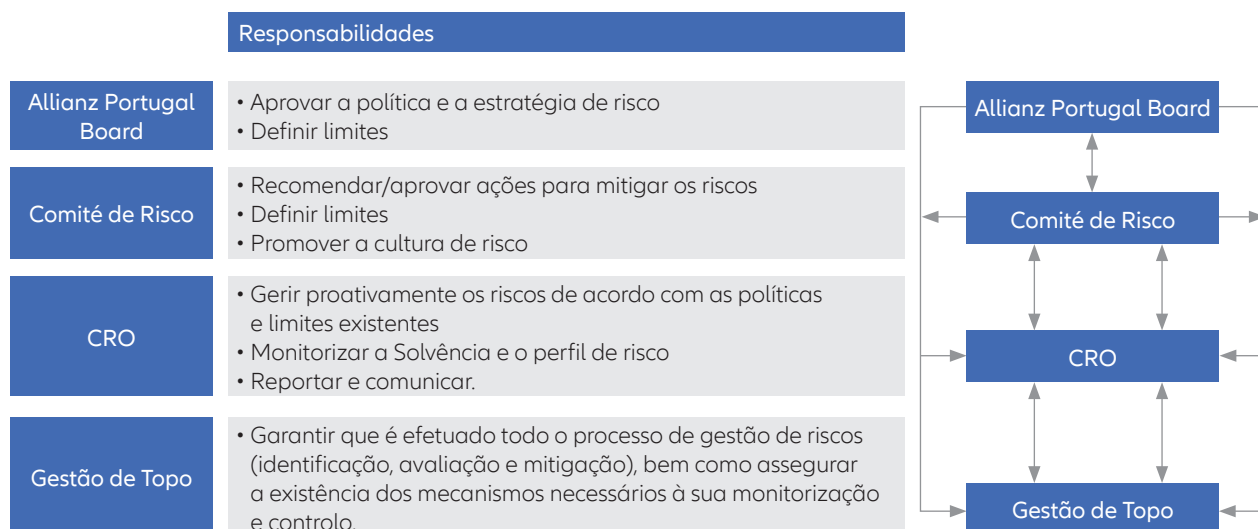 Responsabilidades
Allianz Portugal
Board
• Aprovar a política e a estratégia de risco
• Definir limites
Comité de Risco
• Recomendar/aprovar ações para mitigar os riscos
• Definir limites
• Promover a cultura de risco
CRO
• Gerir proativamente os riscos de acordo com as políticas
e limites existentes
• Monitorizar a Solvência e o perfil de risco
• Reportar e comunicar.
Gestão de Topo
• Garantir que é efetuado todo o processo de gestão de riscos
(identificação, avaliação e mitigação), bem como assegurar
a existência dos mecanismos necessários à sua monitorização
e controlo.
Allianz Portugal Board
Comité de Risco
CRO
Gestão de Topo